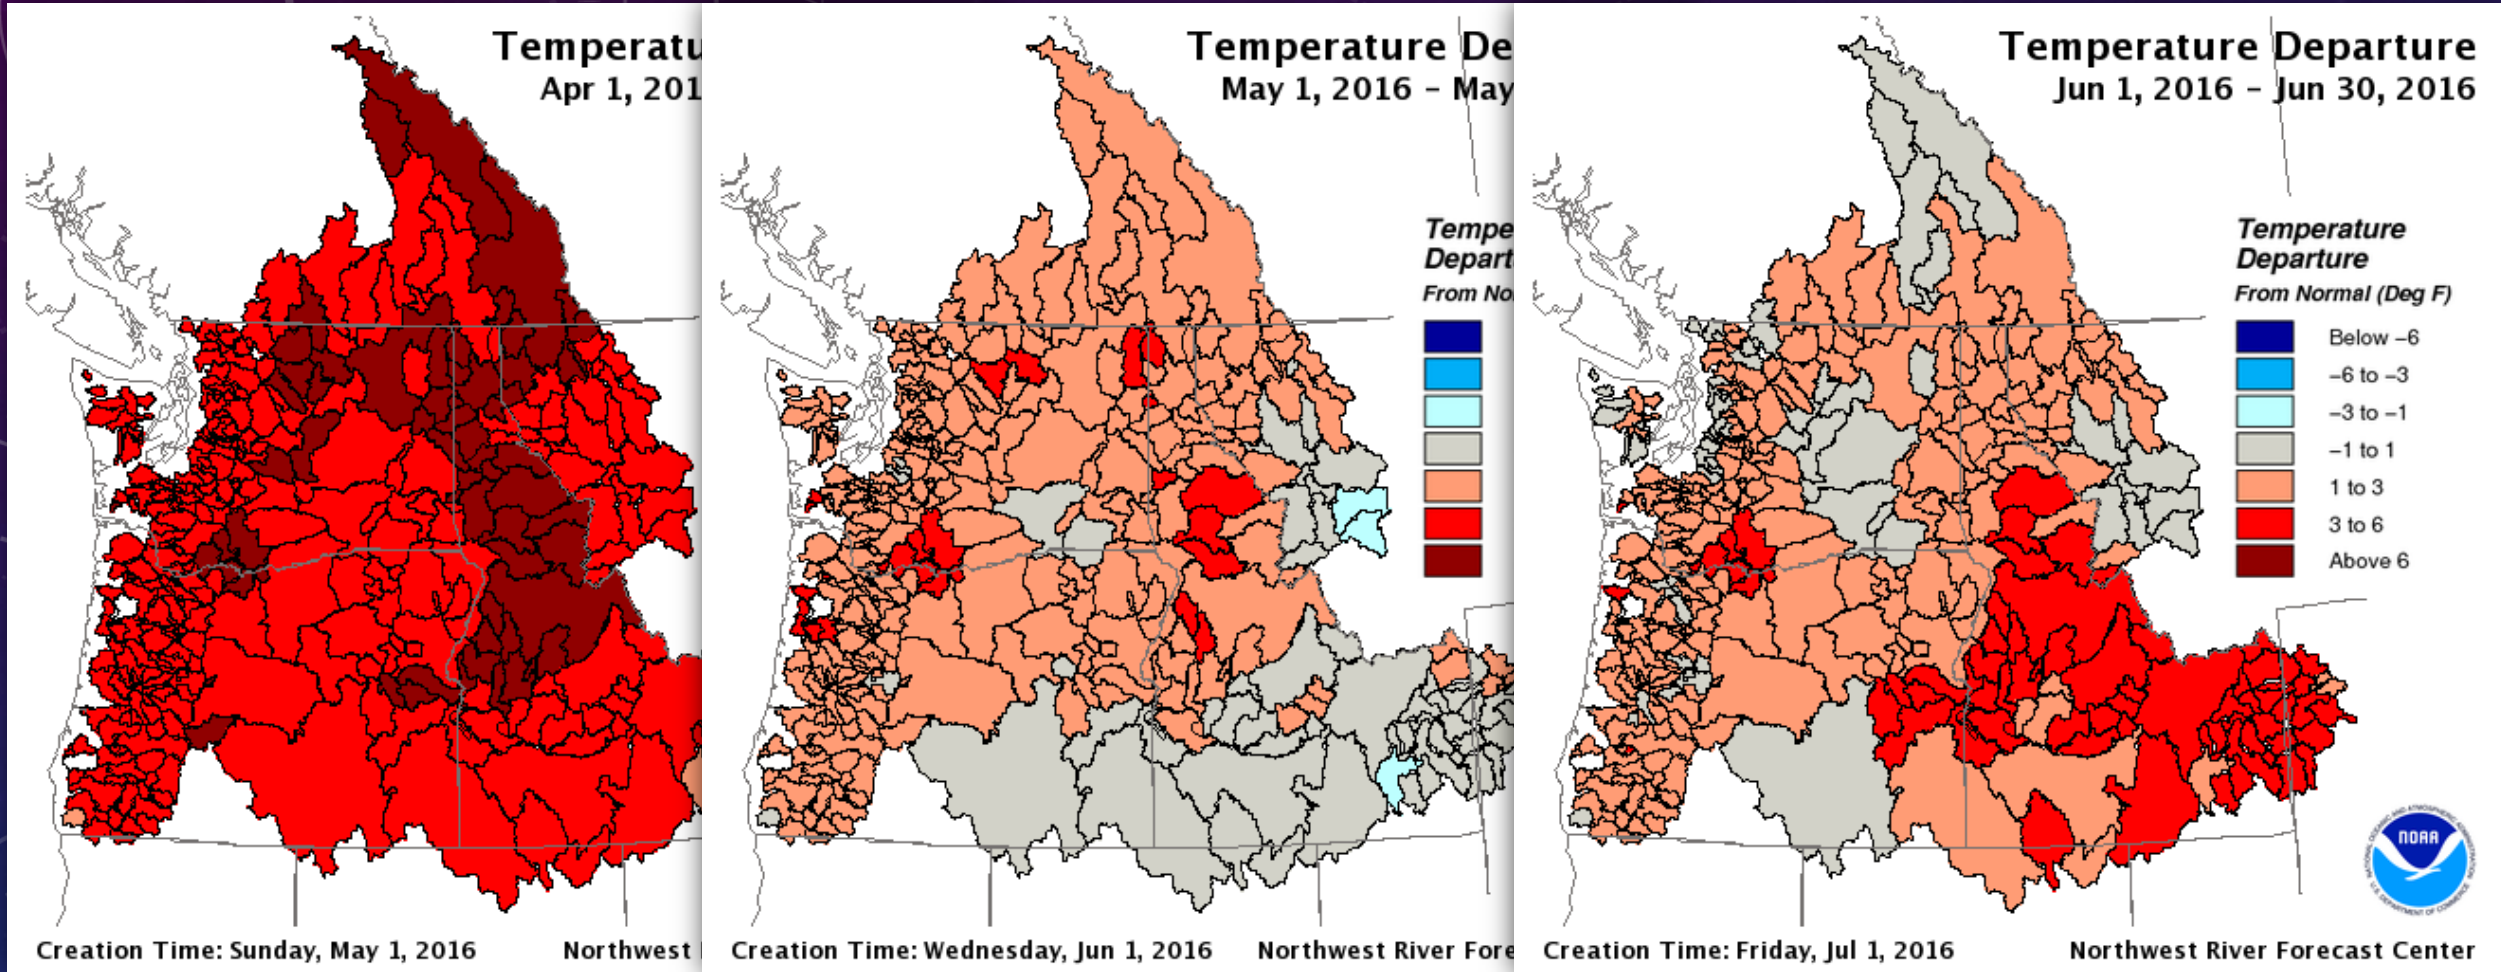 Temperatu
Apr 1, 201
Creation Time: Sunday, May 1, 2016
Northwest
Temperature De
May 1, 2016 – May
Tempe
Depart
From No
Creation Time: Wednesday, Jun 1, 2016
Northwest River Fore
Temperature Departure
Jun 1, 2016 – Jun 30, 2016
Temperature
Departure
From Normal (Deg F)
Below –6
–6 to –3
–3 to –1
–1 to 1
1 to 3
3 to 6
Above 6
NOAA
Creation Time: Friday, Jul 1, 2016
Northwest River Forecast Center